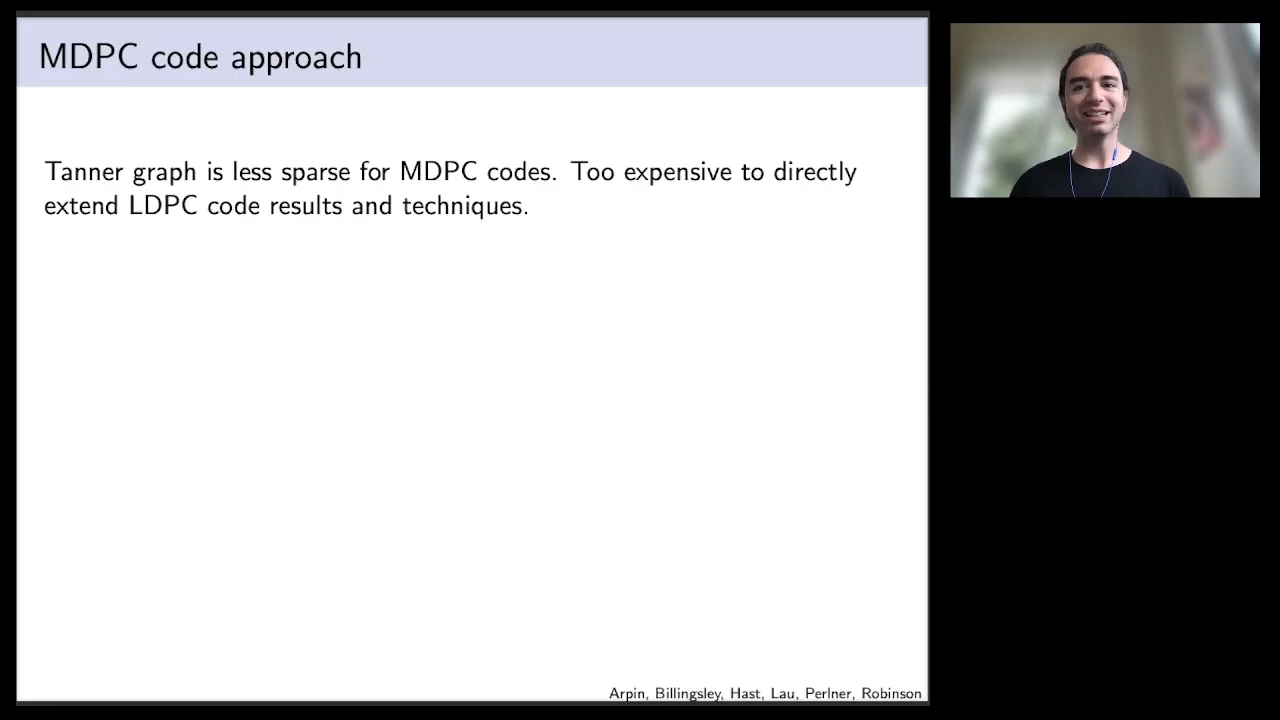 MDPC code approach
Tanner graph is less sparse for MDPC codes. Too expensive to directly
extend LDPC code results and techniques.
Arpin, Billingsley, Hast, Lau, Perlner, Robinson